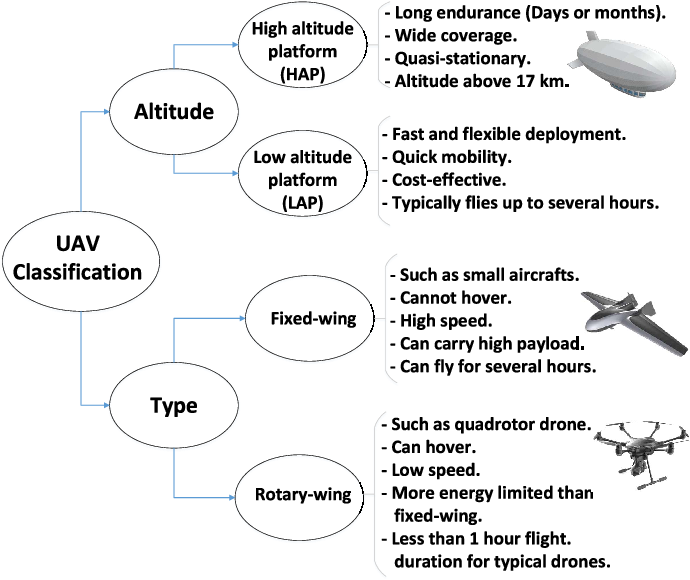 UAV
Classification
Altitude
High altitude
platform
(HAP)
- Long endurance (Days or months).
- Wide coverage.
- Quasi-stationary.
- Altitude above 17 km.
Low altitude
platform
(LAP)
- Fast and flexible deployment.
- Quick mobility.
- Cost-effective.
- Typically flies up to several hours.
Type
Fixed-wing
- Such as small aircrafts.
- Cannot hover.
- High speed.
- Can carry high payload.
- Can fly for several hours.
Rotary-wing
- Such as quadrotor drone.
- Can hover.
- Low speed.
- More energy limited than
fixed-wing.
- Less than 1 hour flight.
duration for typical drones.